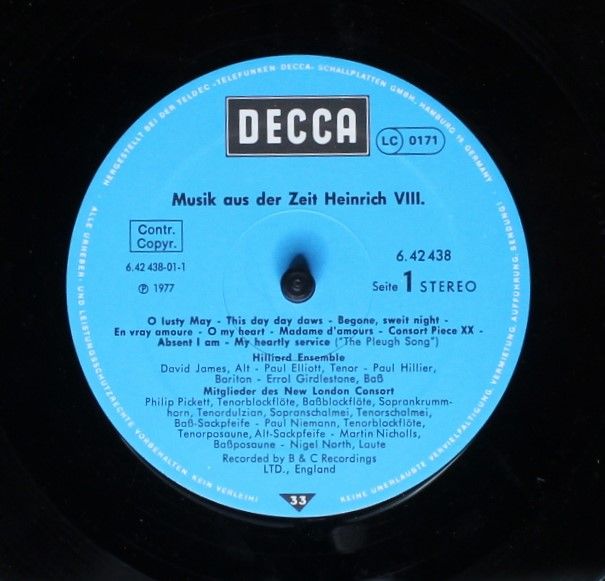 HERGESTELLT BEI DER TELDEC »TELEFUNKEN-DECCA« SCHALLPLATTEN GMBH, HAMBURG 19, GERMANY
DECCA
LC 0171
Musik aus der Zeit Heinrich VIII.
Contr.
Copyr.
6.42 438-01-1
℗ 1977
6.42 438
Seite 1 STEREO
O lusty May - This day day daws - Begone, sweit night -
En vray amoure - O my heart - Madame d'amours - Consort Piece XX -
Absent I am - My heartly service ("The Pleugh Song")
Hilliard Ensemble
David James, Alt - Paul Elliott, Tenor - Paul Hillier,
Bariton - Errol Girdlestone, Baß
Mitglieder des New London Consort
Philip Pickett, Tenorblockflöte, Baßblockflöte, Soprankrumm-
horn, Tenordulzian, Sopranschalmei, Tenorschalmei,
Baß-Sackpfeife - Paul Niemann, Tenorblockflöte,
Tenorposaune, Alt-Sackpfeife - Martin Nicholls,
Baßposaune - Nigel North, Laute
Recorded by B & C Recordings
LTD., England
33
ALLE URHEBER- UND LEISTUNGSSCHUTZRECHTE VORBEHALTEN KEIN VERLEIH!
KEINE UNERLAUBTE VERVIELFÄLTIGUNG, VERMIETUNG, AUFFÜHRUNG, SENDUNG!